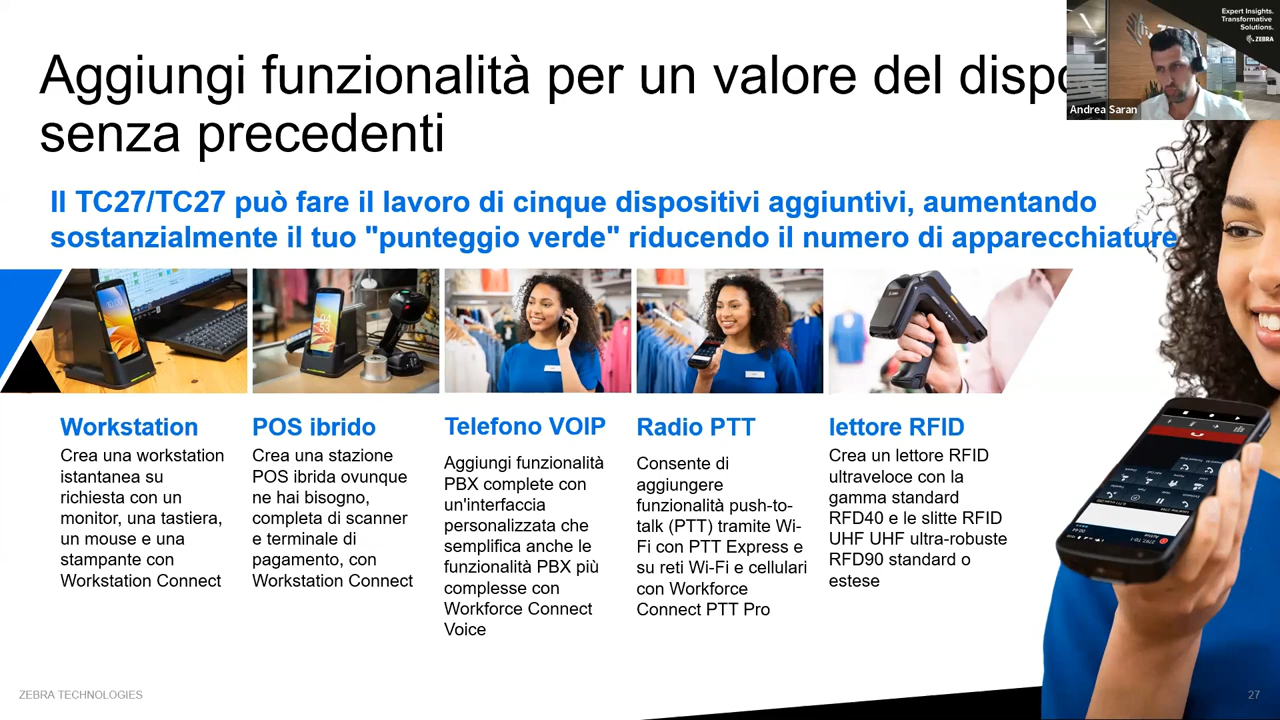 Aggiungi funzionalità per un valore del dispo
senza precedenti
Expert Insights.
Transformative
Solutions.
ZEBRA
Andrea Saran
Il TC27/TC27 può fare il lavoro di cinque dispositivi aggiuntivi, aumentando
sostanzialmente il tuo "punteggio verde" riducendo il numero di apparecchiature
Workstation
Crea una workstation
istantanea su
richiesta con un
monitor, una tastiera,
un mouse e una
stampante con
Workstation Connect
POS ibrido
Crea una stazione
POS ibrida ovunque
ne hai bisogno,
completa di scanner
e terminale di
pagamento, con
Workstation Connect
Telefono VOIP
Aggiungi funzionalità
PBX complete con
un'interfaccia
personalizzata che
semplifica anche le
funzionalità PBX più
complesse con
Workforce Connect
Voice
Radio PTT
Consente di
aggiungere
funzionalità push-to-
talk (PTT) tramite Wi-
Fi con PTT Express e
su reti Wi-Fi e cellulari
con Workforce
Connect PTT Pro
lettore RFID
Crea un lettore RFID
ultraveloce con la
gamma standard
RFD40 e le slitte RFID
UHF UHF ultra-robuste
RFD90 standard o
estese
ZEBRA TECHNOLOGIES
27